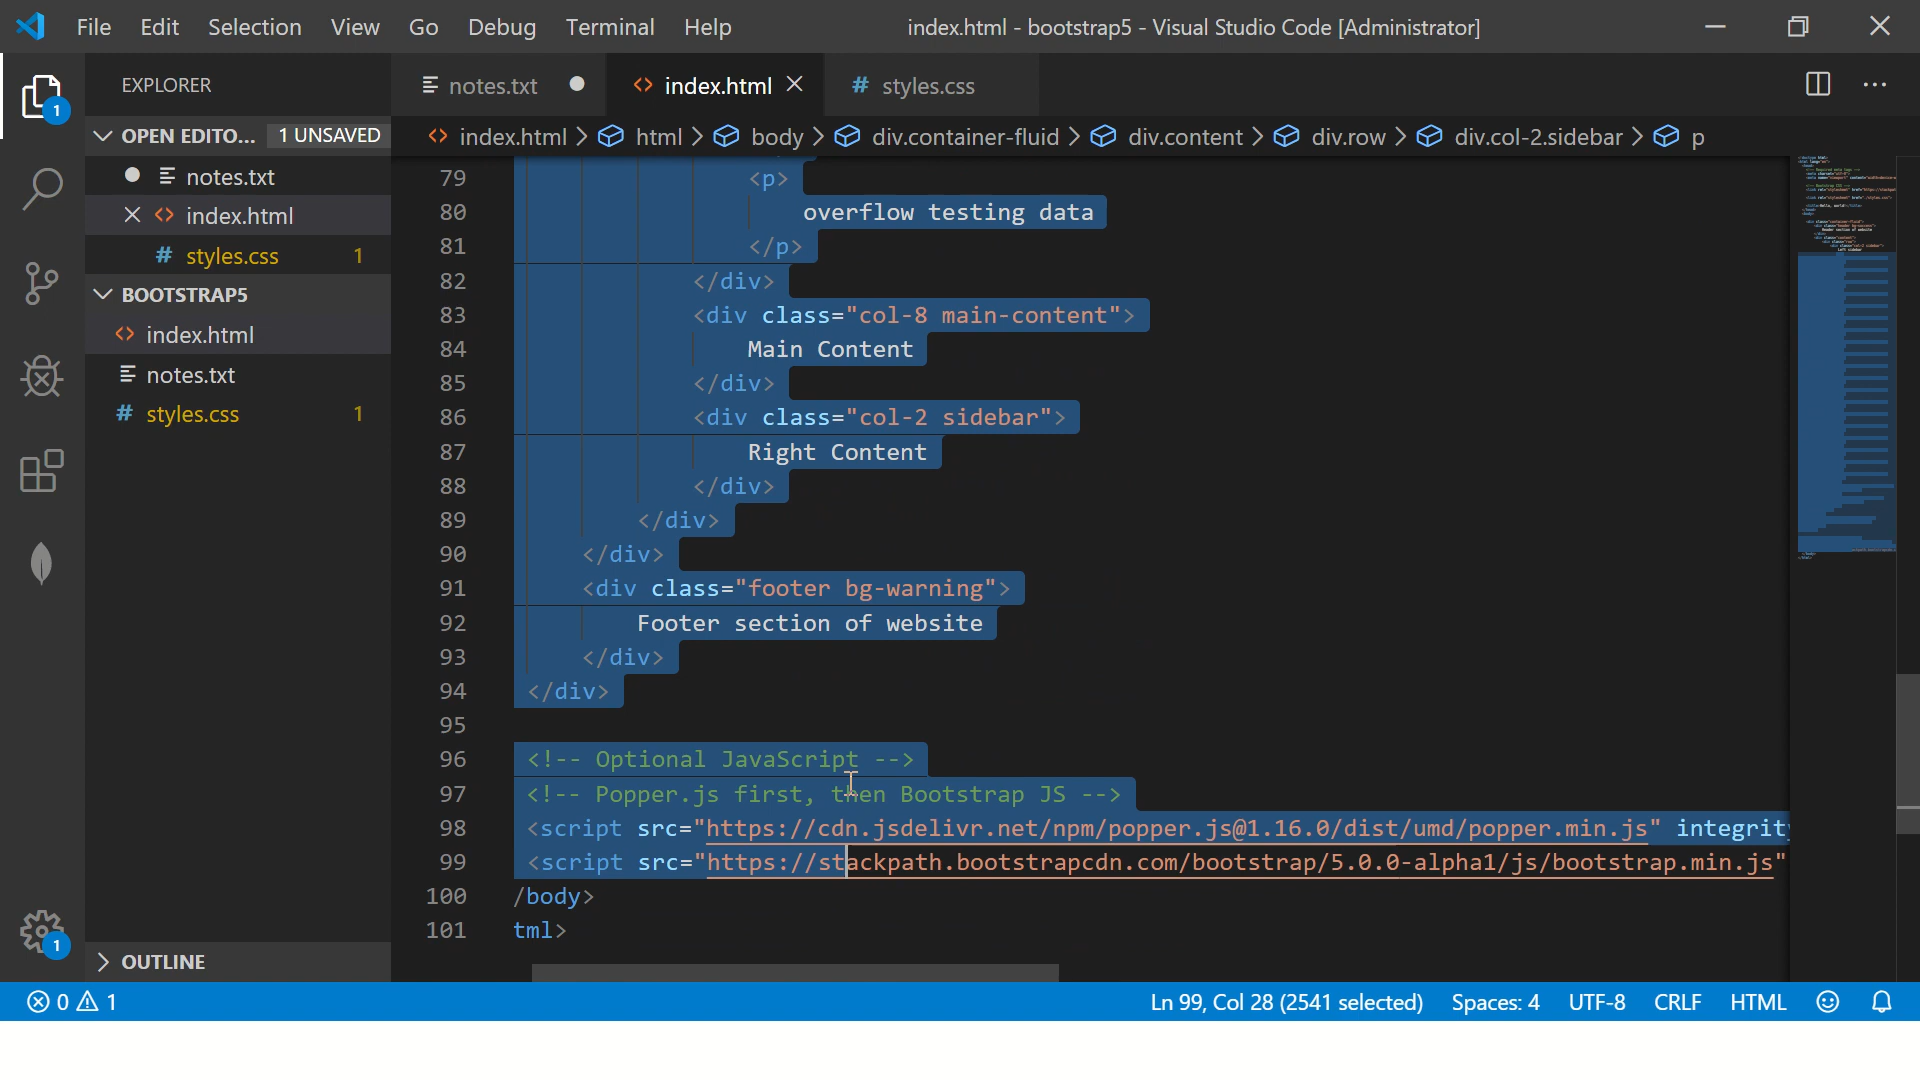 File Edit Selection View Go Debug Terminal Help index.html - bootstrap5 - Visual Studio Code [Administrator]
EXPLORER
notes.txt
index.html
# styles.css
OPEN EDITO... 1 UNSAVED
index.html > html > body > div.container-fluid > div.content > div.row > div.col-2.sidebar > p
1
notes.txt
index.html
# styles.css 1
BOOTSTRAP5
index.html
notes.txt
# styles.css 1
79 <p>
80 overflow testing data
81 </p>
82 </div>
83 <div class="col-8 main-content">
84 Main Content
85 </div>
86 <div class="col-2 sidebar">
87 Right Content
88 </div>
89 </div>
90 </div>
91 <div class="footer bg-warning">
92 Footer section of website
93 </div>
94 </div>
95
96 <!-- Optional JavaScript -->
97 <!-- Popper.js first, then Bootstrap JS -->
98 <script src="https://cdn.jsdelivr.net/npm/popper.js@1.16.0/dist/umd/popper.min.js" integrity
99 <script src="https://stackpath.bootstrapcdn.com/bootstrap/5.0.0-alpha1/js/bootstrap.min.js"
100 /body>
101 tml>
1
OUTLINE
0 1 Ln 99, Col 28 (2541 selected) Spaces: 4 UTF-8 CRLF HTML